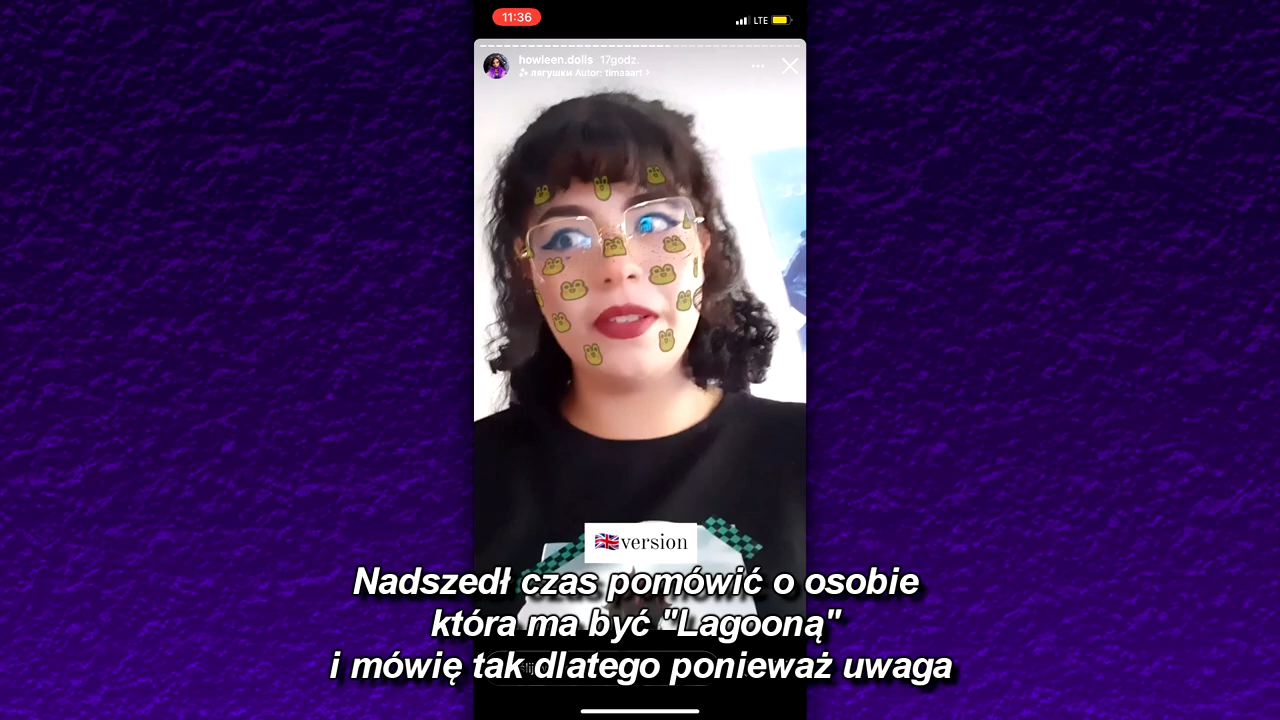 11:36
LTE
howleen.dolls 17godz.
лягушки Autor: timaaart >
🇬🇧version
Nadszedł czas pomówić o osobie
która ma być "Lagooną"
i mówię tak dlatego ponieważ uwaga